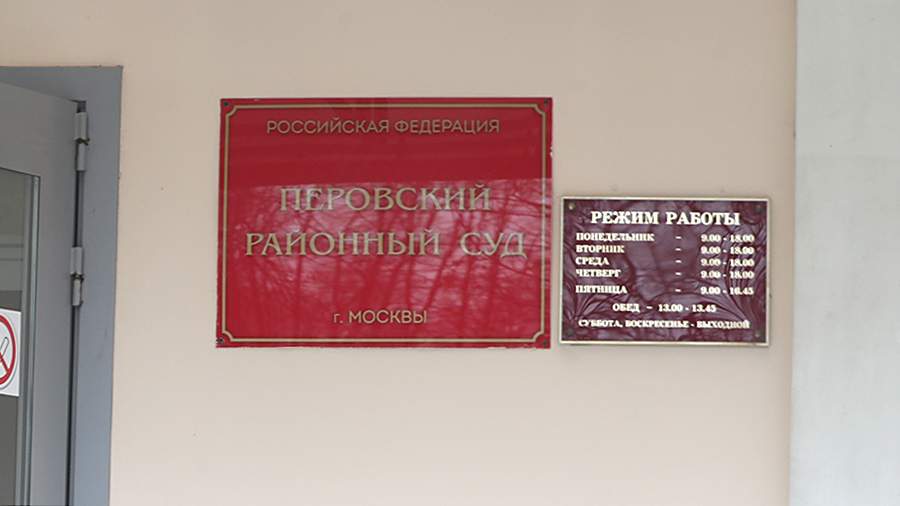 РОССИЙСКАЯ ФЕДЕРАЦИЯ
ПЕРОВСКИЙ
РАЙОННЫЙ СУД
г. МОСКВЫ
РЕЖИМ РАБОТЫ
ПОНЕДЕЛЬНИК - 9.00 - 18.00
ВТОРНИК - 9.00 - 18.00
СРЕДА - 9.00 - 18.00
ЧЕТВЕРГ - 9.00 - 18.00
ПЯТНИЦА - 9.00 - 16.45
ОБЕД - 13.00 - 13.45
СУББОТА, ВОСКРЕСЕНЬЕ - ВЫХОДНОЙ